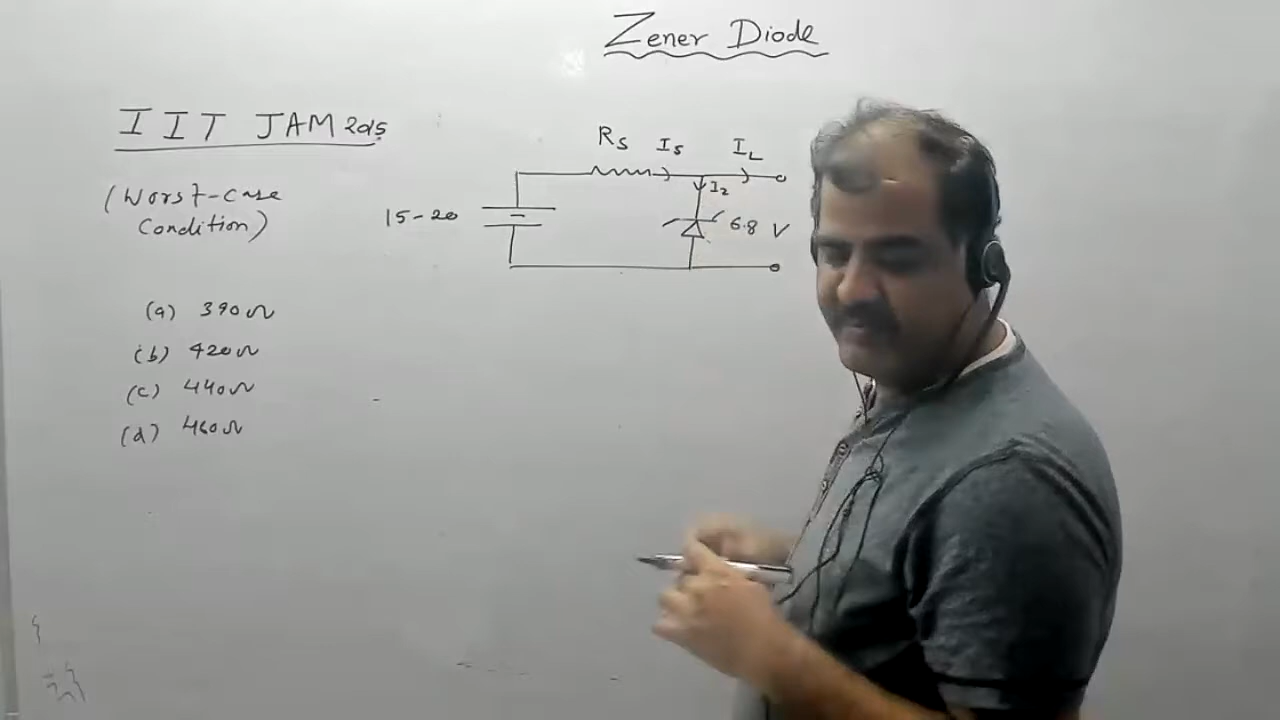 Zener Diode
IIT JAM 2015
(Worst-Case
Condition)
Rs Is IL
Iz
15-20
6.8 V
(a) 390Ω
(b) 420Ω
(c) 440Ω
(d) 460Ω